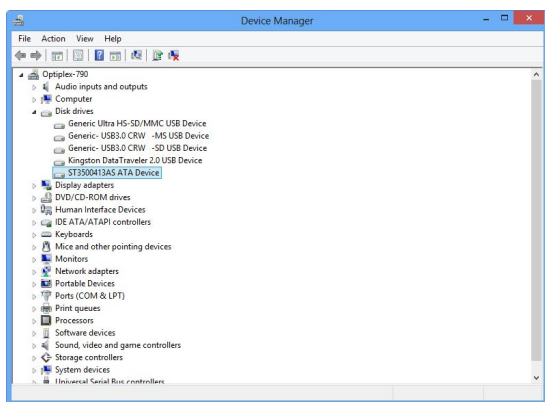 Device Manager
File Action View Help
Optiplex-790
Audio inputs and outputs
Computer
Disk drives
Generic Ultra HS-SD/MMC USB Device
Generic- USB3.0 CRW -MS USB Device
Generic- USB3.0 CRW -SD USB Device
Kingston DataTraveler 2.0 USB Device
ST3500413AS ATA Device
Display adapters
DVD/CD-ROM drives
Human Interface Devices
IDE ATA/ATAPI controllers
Keyboards
Mice and other pointing devices
Monitors
Network adapters
Portable Devices
Ports (COM & LPT)
Print queues
Processors
Software devices
Sound, video and game controllers
Storage controllers
System devices
Universal Serial Bus controllers